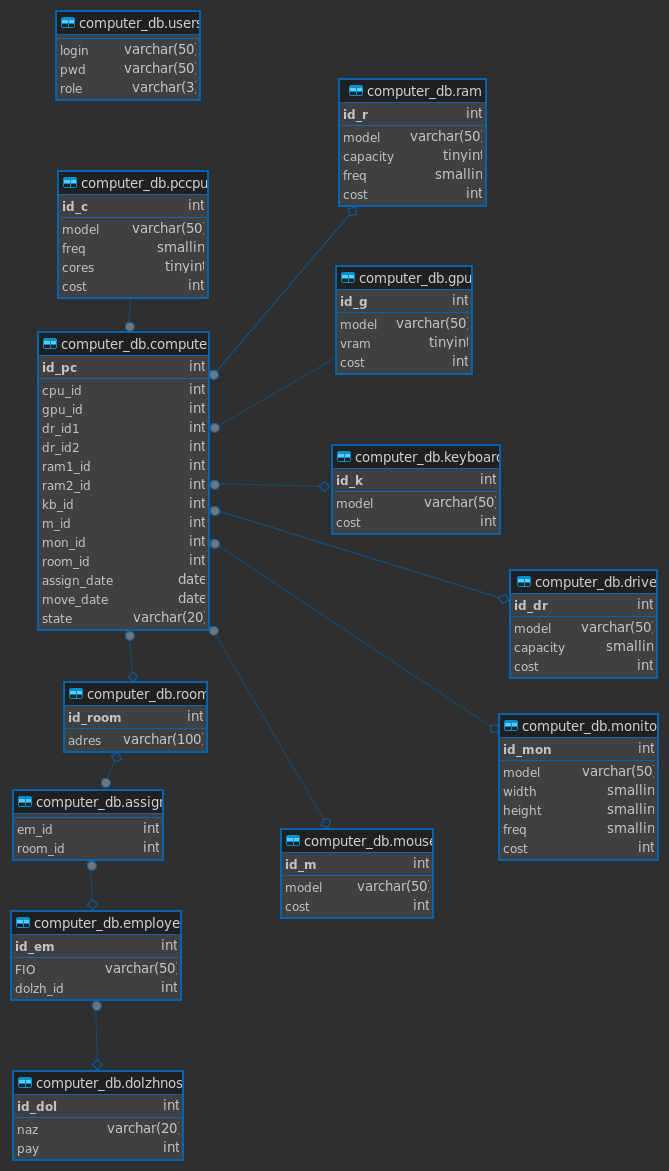 computer_db.users
login varchar(50)
pwd varchar(50)
role varchar(3)
computer_db.ram
id_r int
model varchar(50)
capacity tinyint
freq smallin
cost int
computer_db.pccpu
id_c int
model varchar(50)
freq smallin
cores tinyint
cost int
computer_db.gpu
id_g int
model varchar(50)
vram tinyint
cost int
computer_db.compute
id_pc int
cpu_id int
gpu_id int
dr_id1 int
dr_id2 int
ram1_id int
ram2_id int
kb_id int
m_id int
mon_id int
room_id int
assign_date date
move_date date
state varchar(20)
computer_db.keyboard
id_k int
model varchar(50)
cost int
computer_db.drive
id_dr int
model varchar(50)
capacity smallin
cost int
computer_db.room
id_room int
adres varchar(100)
computer_db.monito
id_mon int
model varchar(50)
width smallin
height smallin
freq smallin
cost int
computer_db.assign
em_id int
room_id int
computer_db.mouse
id_m int
model varchar(50)
cost int
computer_db.employe
id_em int
FIO varchar(50)
dolzh_id int
computer_db.dolzhnos
id_dol int
naz varchar(20)
pay int